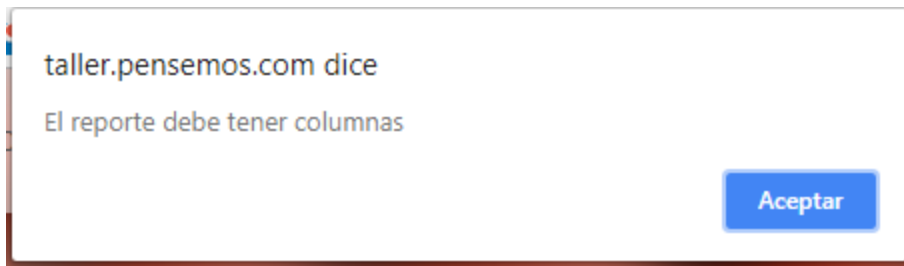 taller.pensemos.com dice
El reporte debe tener columnas
Aceptar